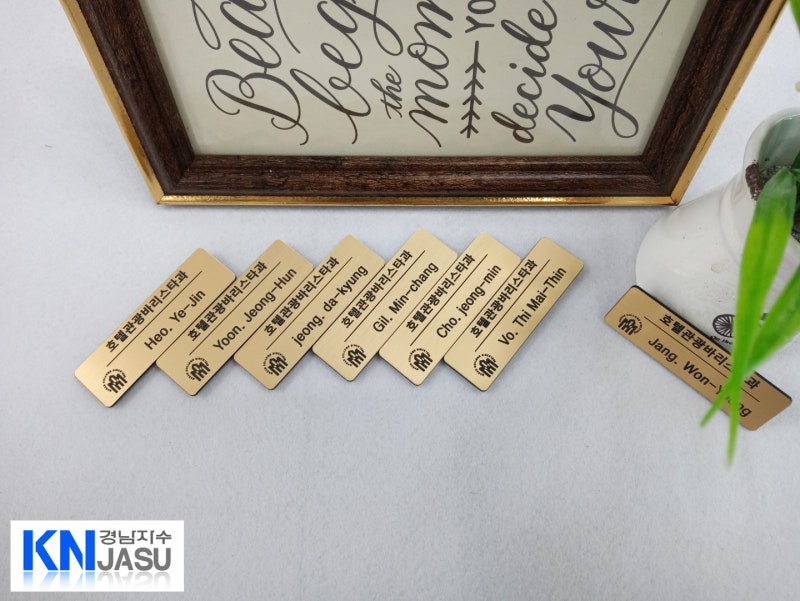 the
YO
decide
호텔관광바리스타과
Heo. Ye-Jin
호텔관광바리스타과
Yoon. Jeong-Hun
호텔관광바리스타과
jeong. da-kyung
호텔관광바리스타과
Gil. Min-chang
호텔관광바리스타과
Cho. jeong-min
호텔관광바리스타과
Vo. Thi Mai-Thin
호텔관광바리스타과
Jang. Won-
KN 경남자수
JASU